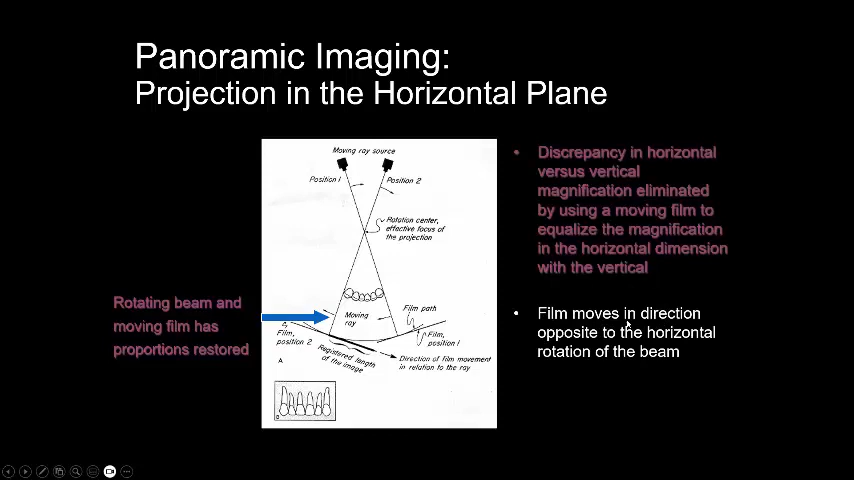 Panoramic Imaging:
Projection in the Horizontal Plane
Moving ray source
Position 1
Position 2
Rotation center,
effective focus of
the projection
Moving
ray
Film path
Film,
position 2
Film,
position 1
Registered length
of the image
Direction of film movement
in relation to the ray
A
Rotating beam and
moving film has
proportions restored
• Discrepancy in horizontal
versus vertical
magnification eliminated
by using a moving film to
equalize the magnification
in the horizontal dimension
with the vertical
• Film moves in direction
opposite to the horizontal
rotation of the beam